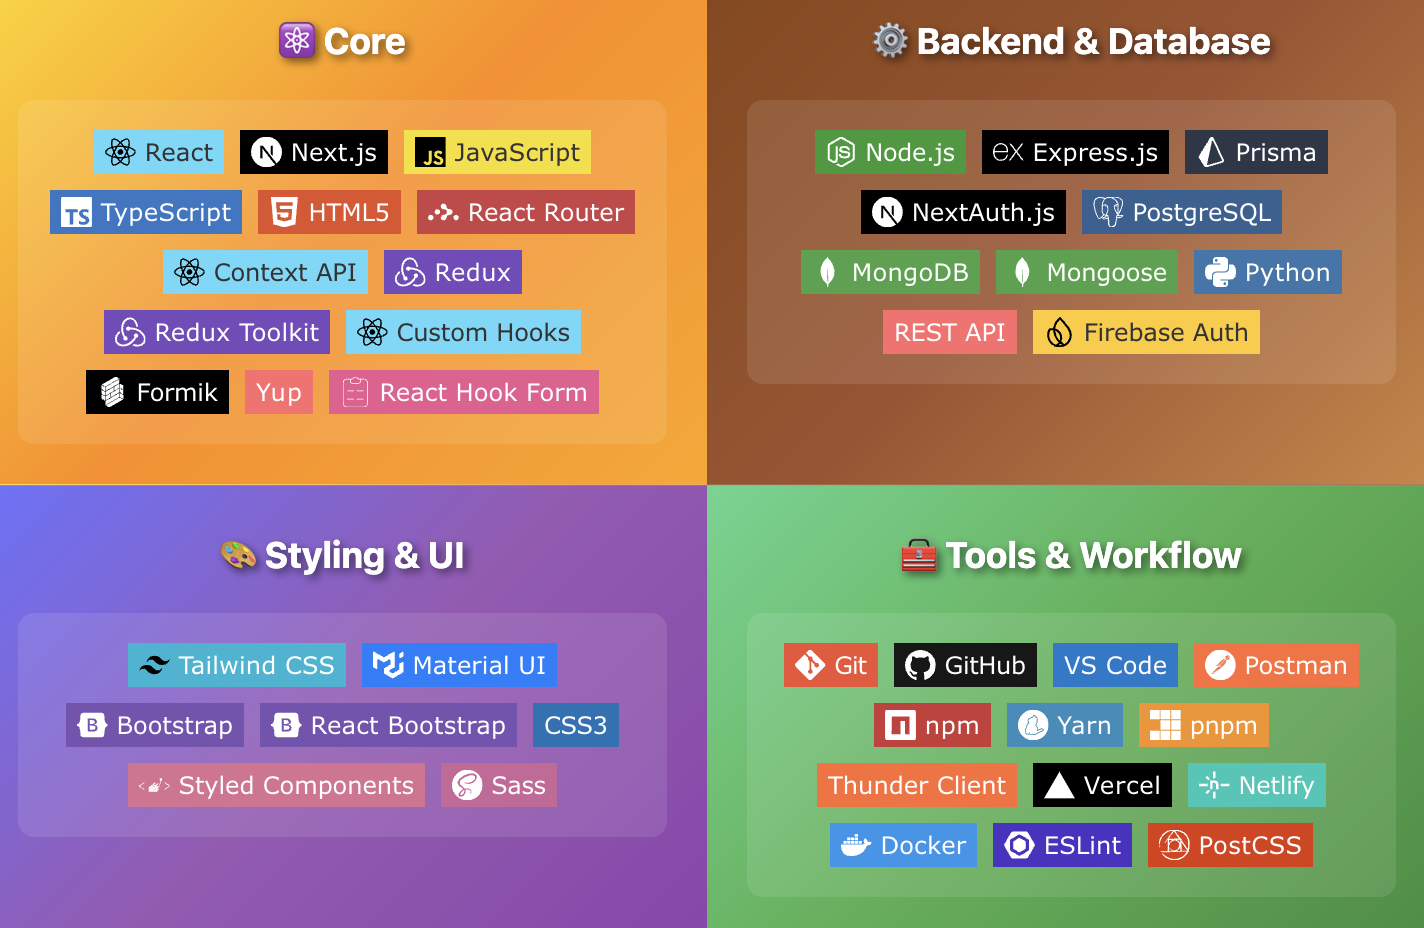 Core
React Next.js JavaScript
TypeScript HTML5 React Router
Context API Redux
Redux Toolkit Custom Hooks
Formik Yup React Hook Form
Backend & Database
Node.js Express.js Prisma
NextAuth.js PostgreSQL
MongoDB Mongoose Python
REST API Firebase Auth
Styling & UI
Tailwind CSS Material UI
Bootstrap React Bootstrap CSS3
Styled Components Sass
Tools & Workflow
Git GitHub VS Code Postman
npm Yarn pnpm
Thunder Client Vercel Netlify
Docker ESLint PostCSS